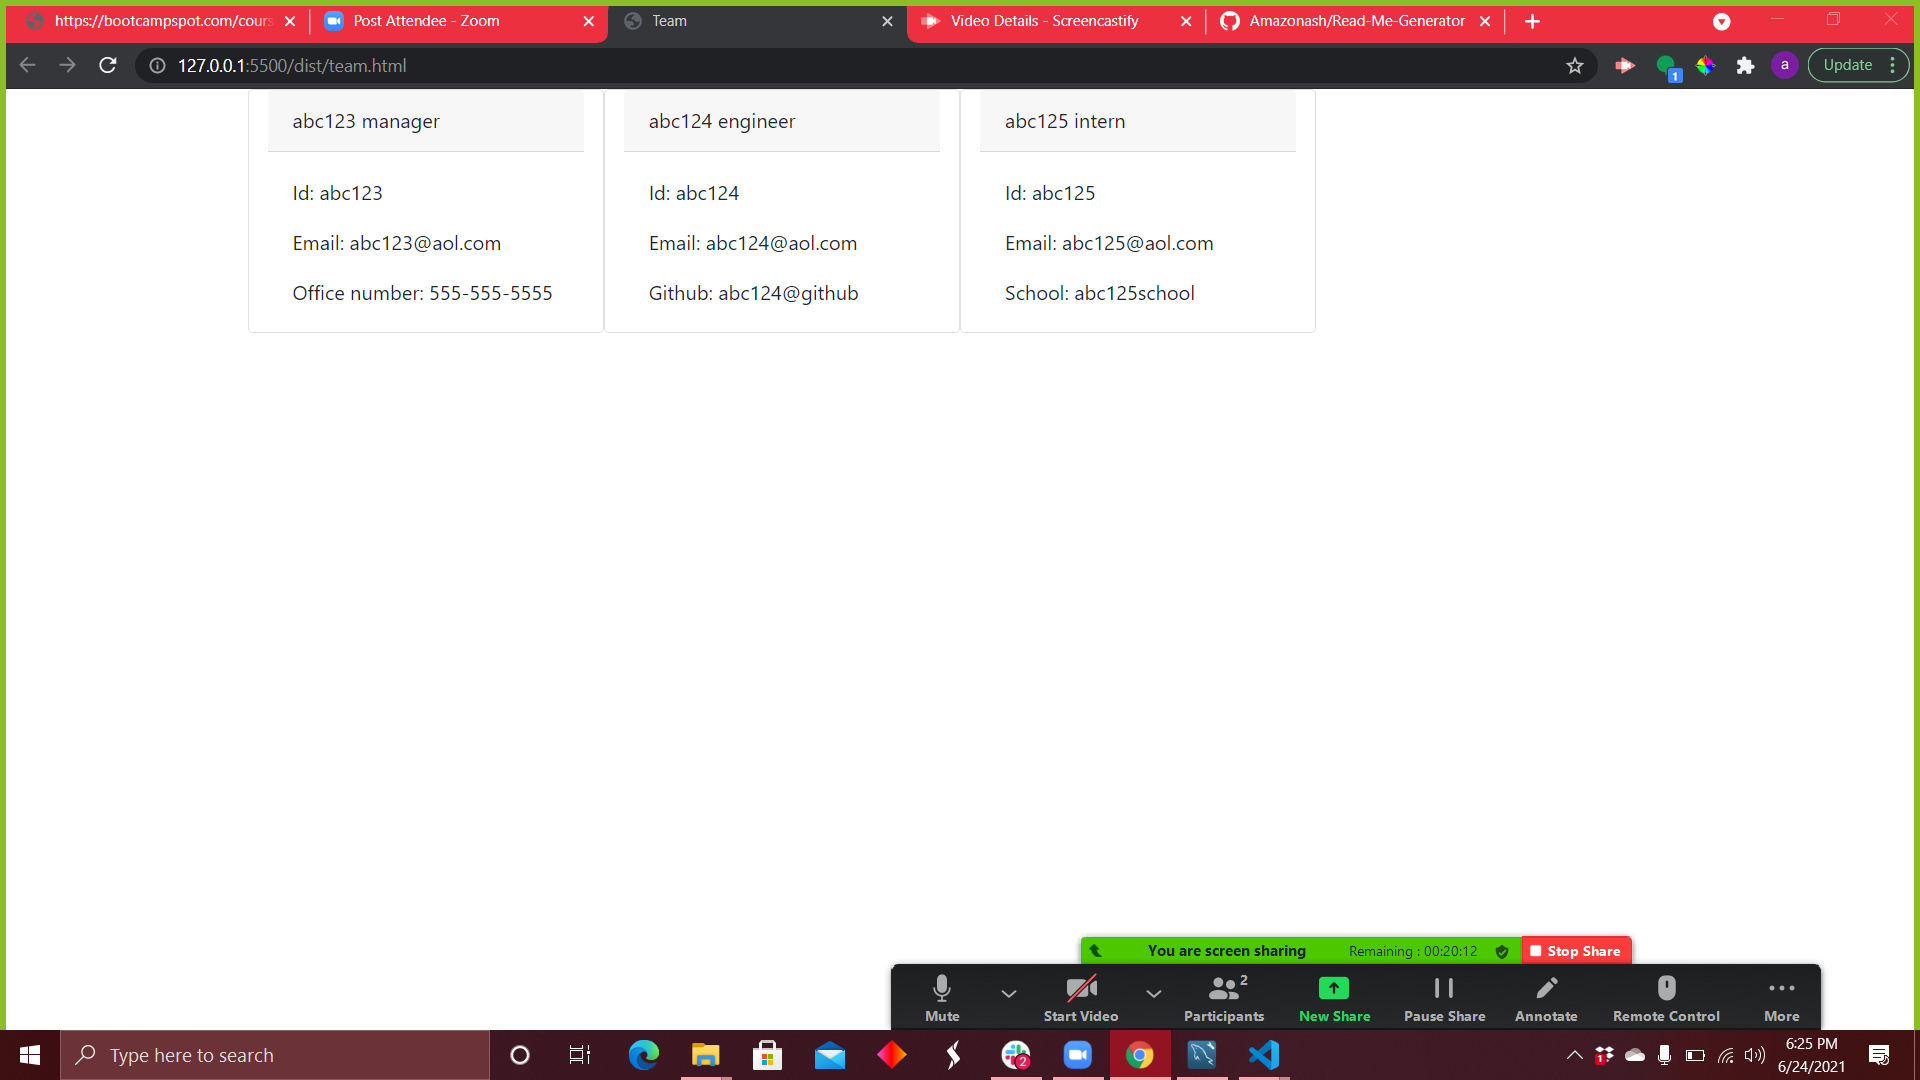 https://bootcampspot.com/cours
Post Attendee - Zoom
Team
Video Details - Screencastify
Amazonash/Read-Me-Generator
127.0.0.1:5500/dist/team.html
1
a
Update
abc123 manager
Id: abc123
Email: abc123@aol.com
Office number: 555-555-5555
abc124 engineer
Id: abc124
Email: abc124@aol.com
Github: abc124@github
abc125 intern
Id: abc125
Email: abc125@aol.com
School: abc125school
You are screen sharing
Remaining : 00:20:12
Stop Share
Mute
Start Video
2
Participants
New Share
Pause Share
Annotate
Remote Control
More
Type here to search
2
1
6:25 PM
6/24/2021